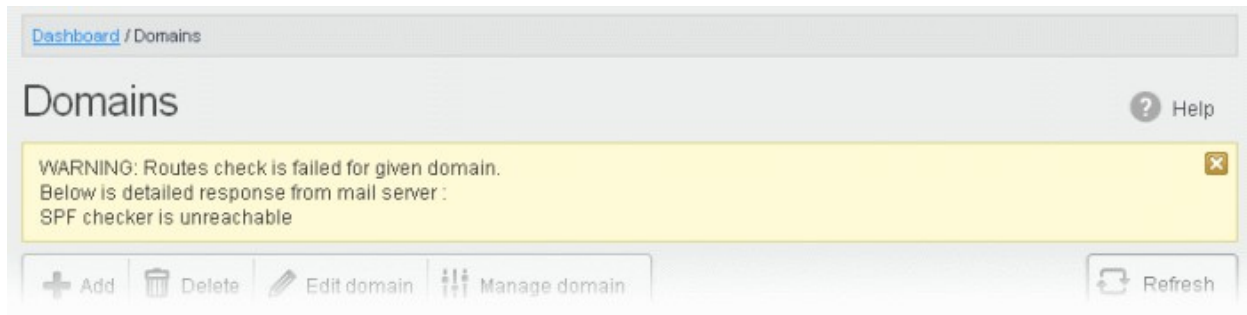 Dashboard / Domains
Domains
? Help
WARNING: Routes check is failed for given domain.
Below is detailed response from mail server :
SPF checker is unreachable
Add Delete Edit domain Manage domain Refresh